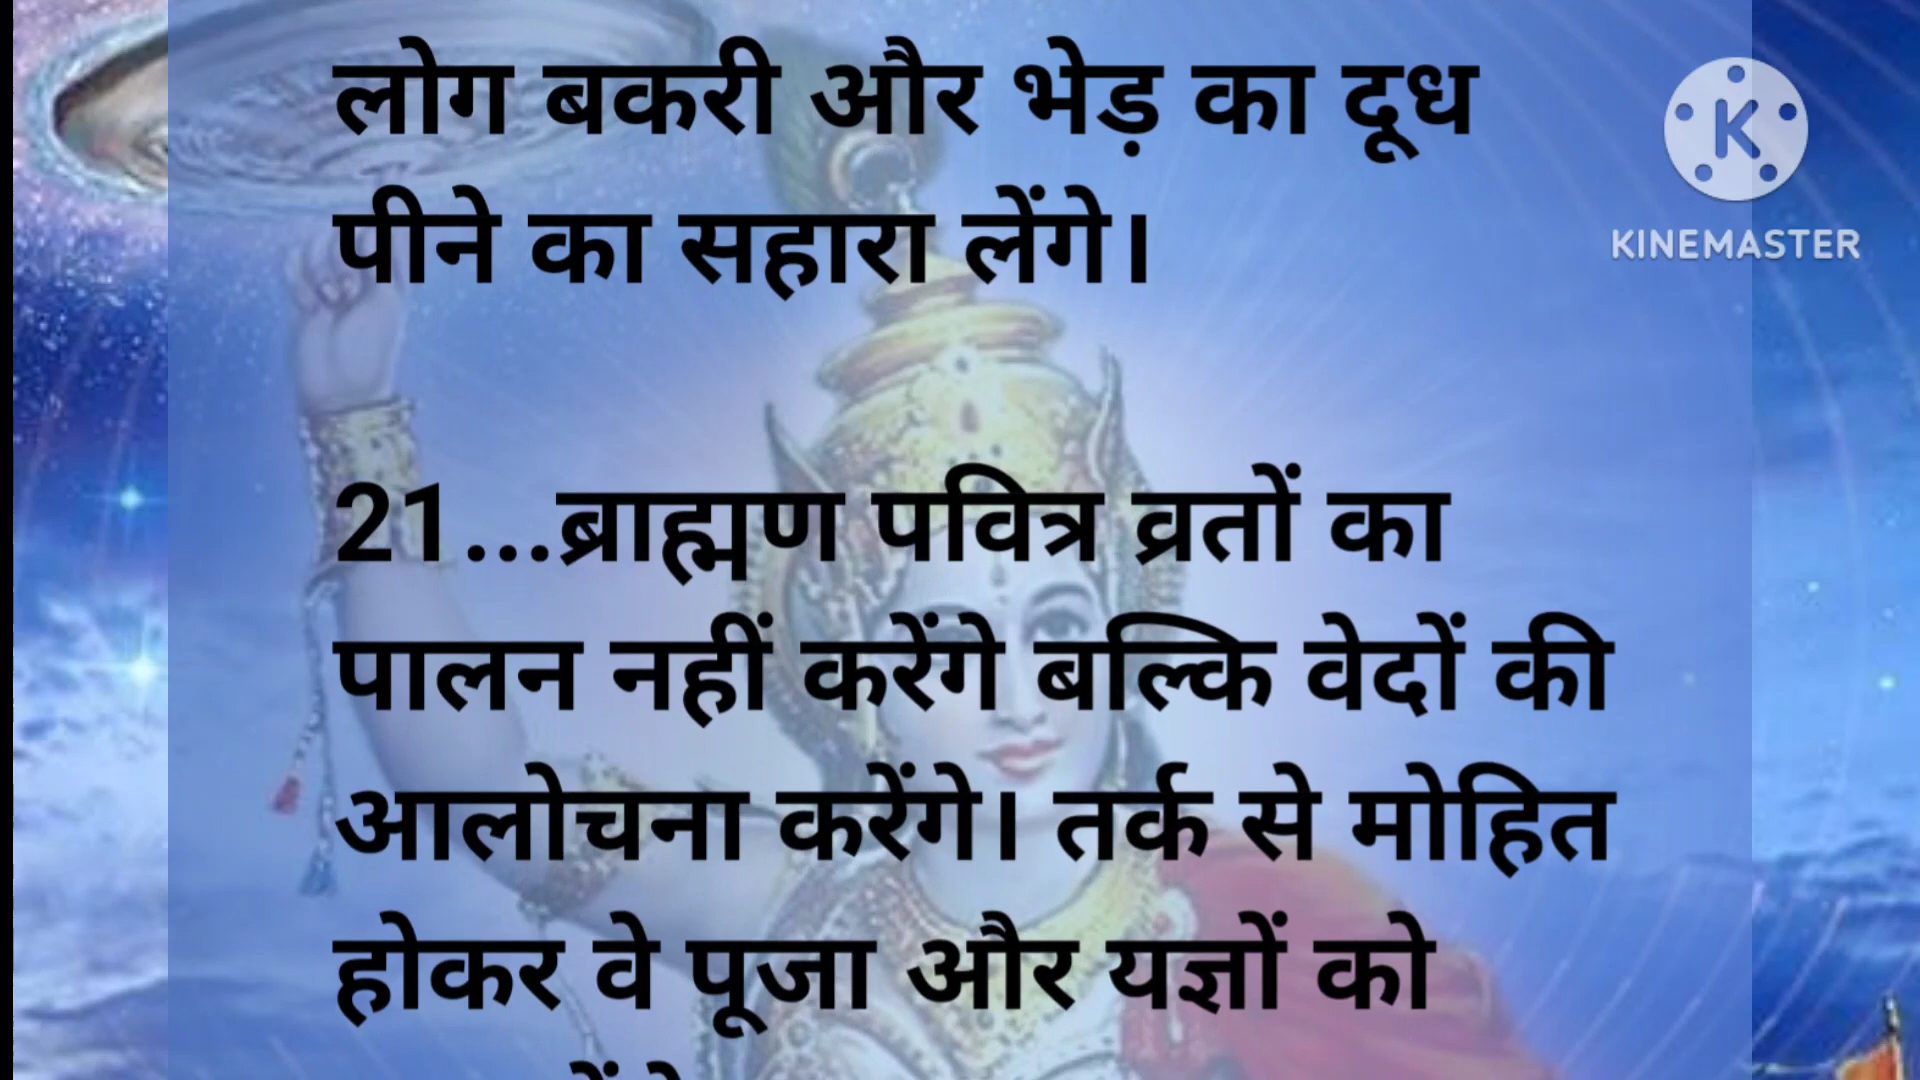 लोग बकरी और भेड़ का दूध
पीने का सहारा लेंगे।
K
KINEMASTER
21...ब्राह्मण पवित्र व्रतों का
पालन नहीं करेंगे बल्कि वेदों की
आलोचना करेंगे। तर्क से मोहित
होकर वे पूजा और यज्ञों को